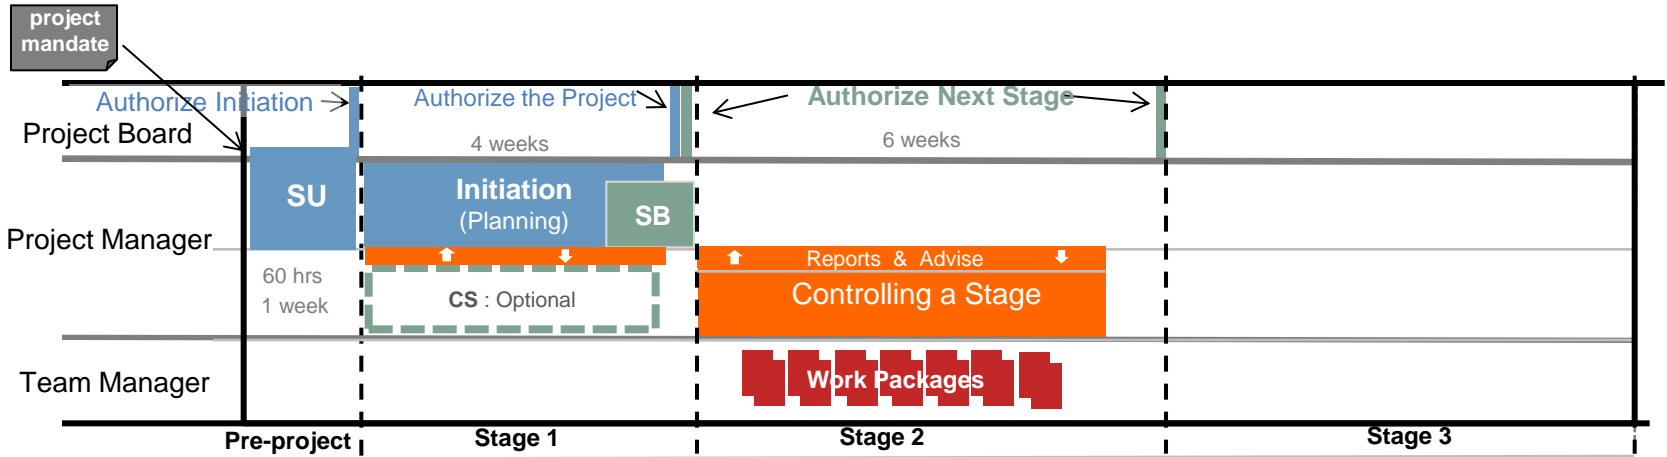 project
mandate
Authorize Initiation
Authorize the Project
Authorize Next Stage
Project Board
4 weeks
6 weeks
SU
Initiation
(Planning)
SB
Project Manager
Reports & Advise
60 hrs
1 week
CS : Optional
Controlling a Stage
Team Manager
Work Packages
Pre-project
Stage 1
Stage 2
Stage 3